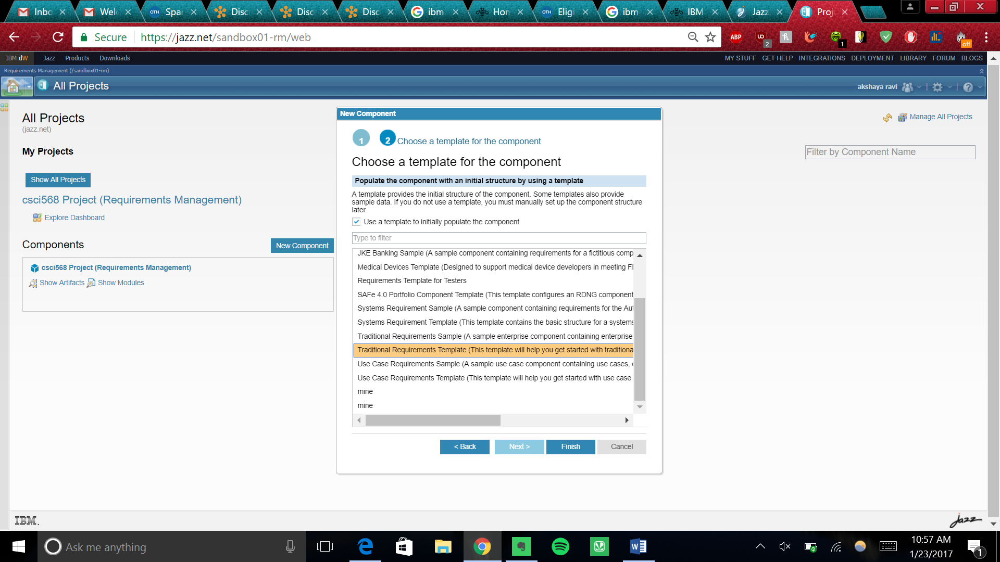 Inbo
Wel
OTH Spar
Disc
Disc
Disc
ibm
Hor
OTH Eligi
ibm
IBM
Jazz
Proj
Secure https://jazz.net/sandbox01-rm/web
ABP
UO
2
h
1
off
IBM dW Jazz Products Downloads
MY STUFF GET HELP INTEGRATIONS DEPLOYMENT LIBRARY FORUM BLOGS
Requirements Management (/sandbox01-rm)
All Projects
akshaya ravi
All Projects
(jazz.net)
Manage All Projects
My Projects
Filter by Component Name
Show All Projects
csci568 Project (Requirements Management)
Explore Dashboard
Components
New Component
csci568 Project (Requirements Management)
Show Artifacts Show Modules
New Component
1
2 Choose a template for the component
Choose a template for the component
Populate the component with an initial structure by using a template
A template provides the initial structure of the component. Some templates also provide
sample data. If you do not use a template, you must manually set up the component structure
later.
Use a template to initially populate the component
Type to filter
JKE Banking Sample (A sample component containing requirements for a fictitious comp
Medical Devices Template (Designed to support medical device developers in meeting FI
Requirements Template for Testers
SAFe 4.0 Portfolio Component Template (This template configures an RDNG component
Systems Requirement Sample (A sample component containing requirements for the Aut
Systems Requirement Template (This template contains the basic structure for a systems
Traditional Requirements Sample (A sample enterprise component containing enterprise
Traditional Requirements Template (This template will help you get started with traditiona
Use Case Requirements Sample (A sample use case component containing use cases, c
Use Case Requirements Template (This template will help you get started with use case
mine
mine
< Back
Next >
Finish
Cancel
IBM.
Jazz
Ask me anything
10:57 AM
1/23/2017
1